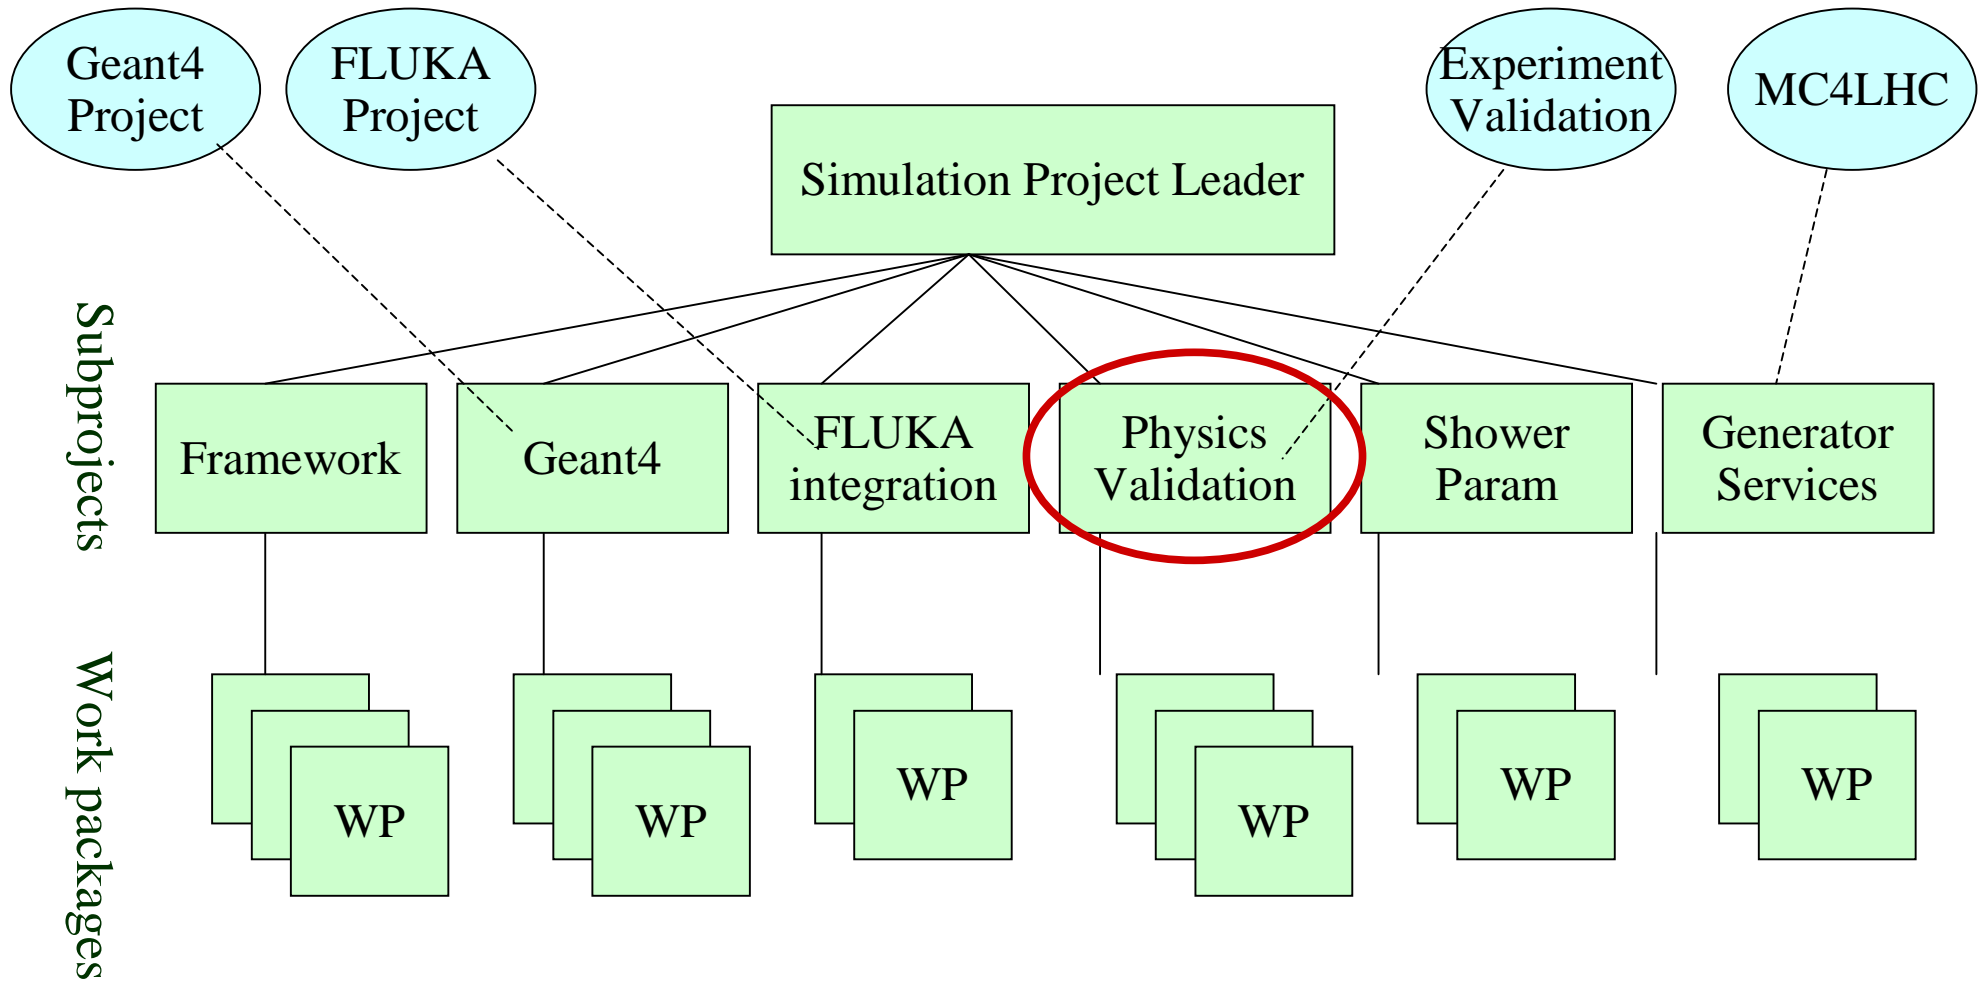 Geant4
Project
FLUKA
Project
Experiment
Validation
MC4LHC
Simulation Project Leader
Subprojects
Framework
Geant4
FLUKA
integration
Physics
Validation
Shower
Param
Generator
Services
Work packages
WP
WP
WP
WP
WP
WP